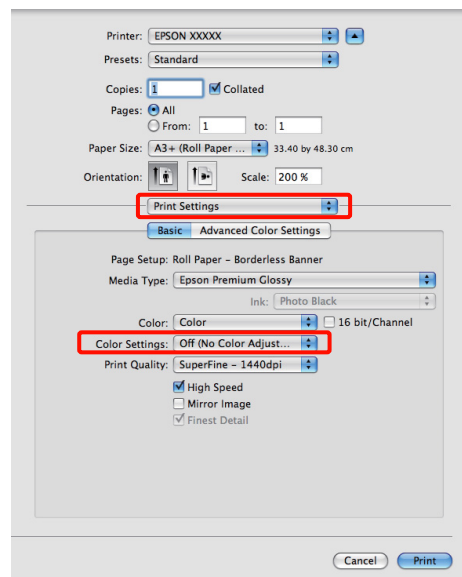 Printer: EPSON XXXXX
Presets: Standard
Copies: 1 Collated
Pages: All
From: 1 to: 1
Paper Size: A3+ (Roll Paper ... 33.40 by 48.30 cm
Orientation: Scale: 200 %
Print Settings
Basic Advanced Color Settings
Page Setup: Roll Paper - Borderless Banner
Media Type: Epson Premium Glossy
Ink: Photo Black
Color: Color 16 bit/Channel
Color Settings: Off (No Color Adjust...
Print Quality: SuperFine - 1440dpi
High Speed
Mirror Image
Finest Detail
Cancel Print